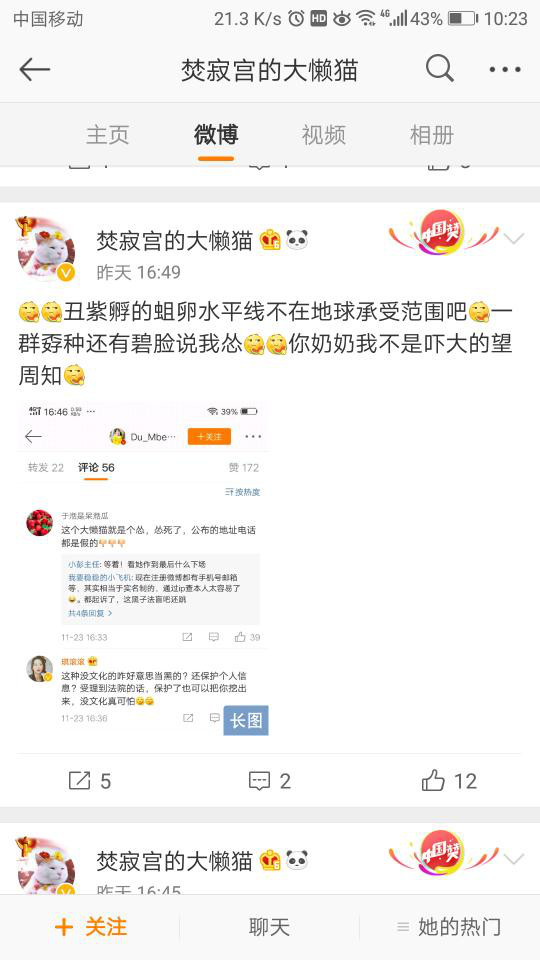 中国移动 21.3 K/s HD 4G 43% 10:23
焚寂宫的大懒猫
主页 微博 视频 相册
焚寂宫的大懒猫
中国梦
昨天 16:49
丑紫孵的蛆卵水平线不在地球承受范围吧一
群孬种还有碧脸说我怂你奶奶我不是吓大的望
周知
16:46 39%
Du_Mbe··· +关注
转发 22 评论 56 赞 172
按热度
于浩是呆浩瓜
这个大懒猫就是个怂，怂死了，公布的地址电话
都是假的
小彭主任: 等着！看她作到最后什么下场
我要稳稳的小飞机: 现在注册微博都有手机号邮箱
等，其实相当于实名制的，通过ip查本人太容易了
。都起诉了，这黑子法盲吧还跳
共4条回复 >
11-23 16:33 39
琪滚滚
这种没文化的咋好意思当黑的？还保护个人信
息？受理到法院的话，保护了也可以把你挖出
来，没文化真可怕
11-23 16:36
长图
5 2 12
焚寂宫的大懒猫
中国梦
昨天 16:45
+ 关注 聊天 她的热门